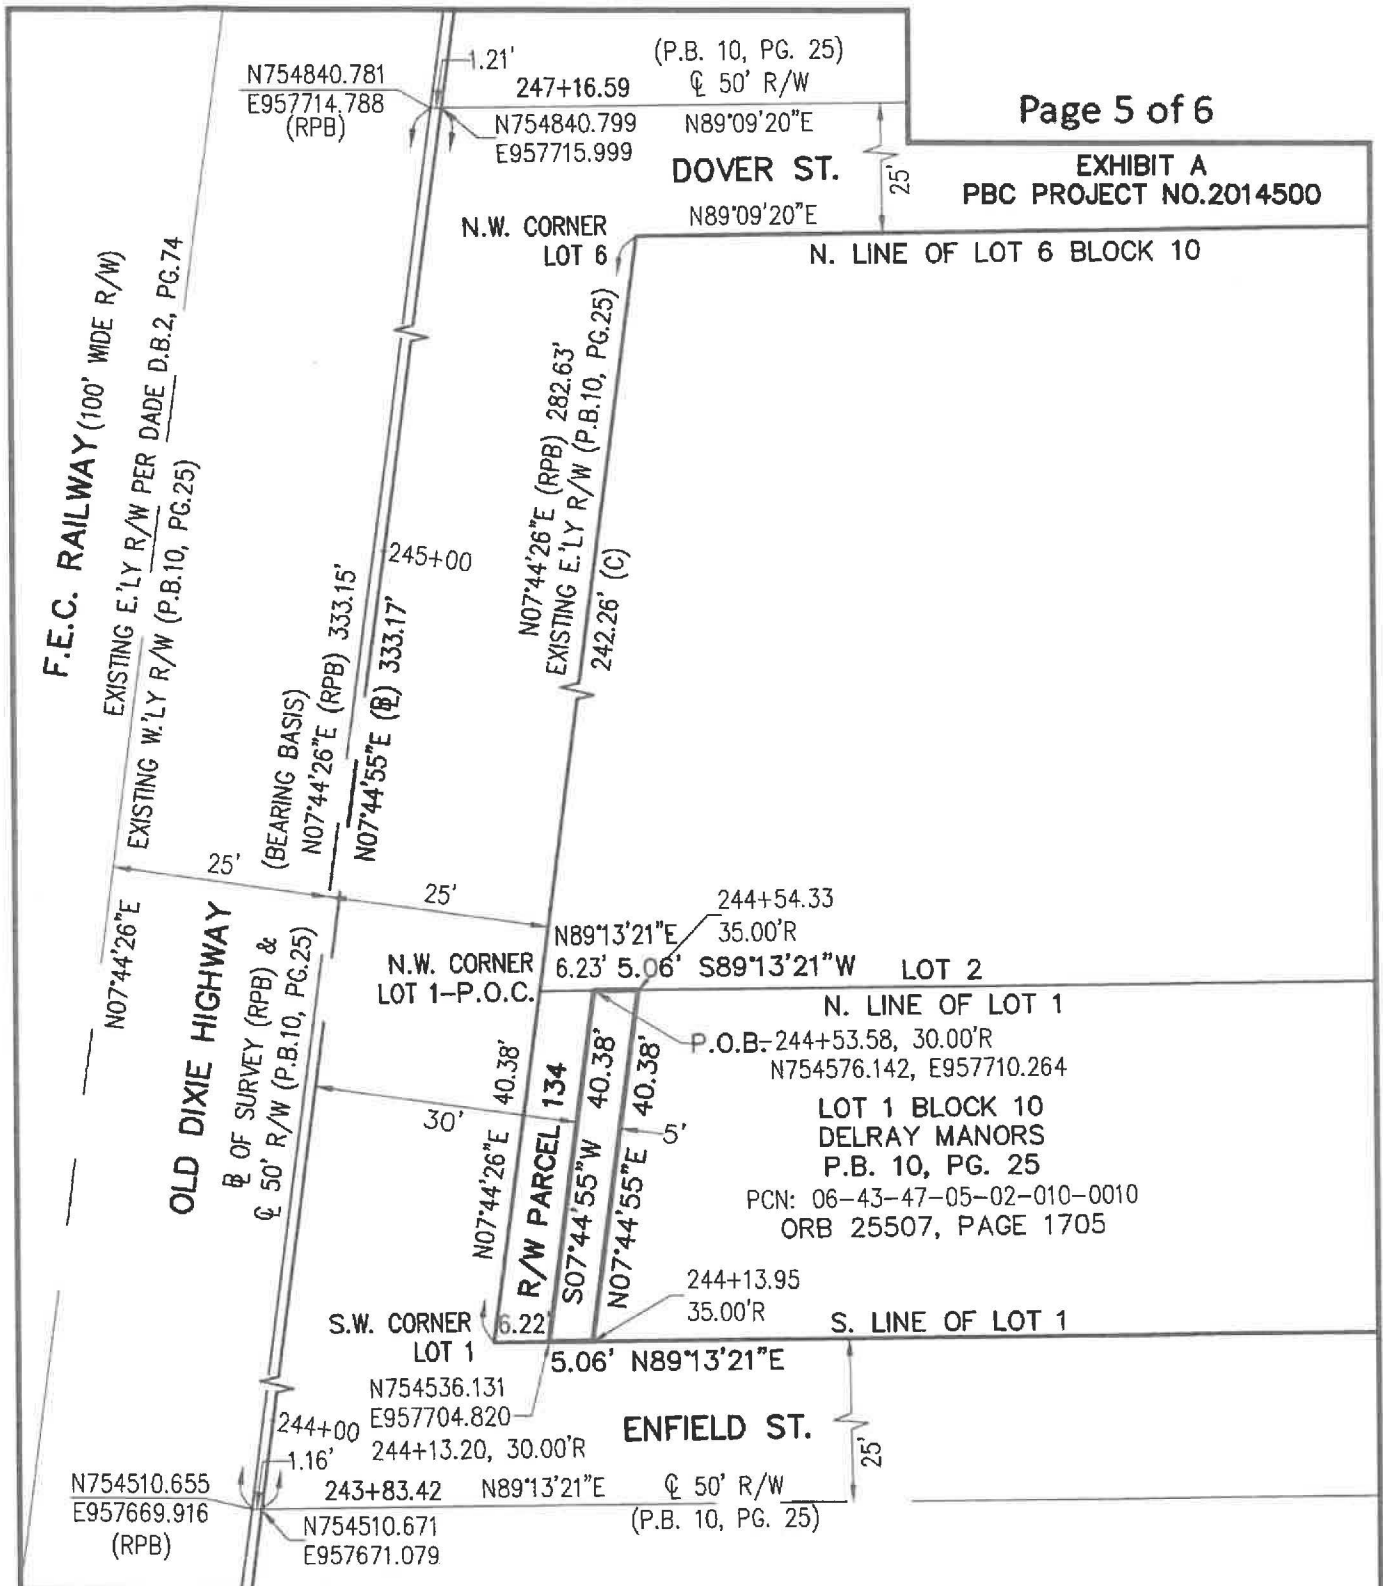 Page 5 of 6
EXHIBIT A
PBC PROJECT NO.2014500
1.21'
(P.B. 10, PG. 25)
N754840.781
E957714.788
(RPB)
247+16.59
℄ 50' R/W
N754840.799
E957715.999
N89°09'20"E
DOVER ST.
25'
N89°09'20"E
N.W. CORNER
LOT 6
N. LINE OF LOT 6 BLOCK 10
F.E.C. RAILWAY (100' WIDE R/W)
EXISTING E.'LY R/W PER DADE D.B.2, PG.74
EXISTING W.'LY R/W (P.B.10, PG.25)
N07°44'26"E (RPB) 282.63'
EXISTING E.'LY R/W (P.B.10, PG.25)
242.26' (C)
245+00
(BEARING BASIS)
N07°44'26"E (RPB) 333.15'
N07°44'55"E (BL) 333.17'
25'
25'
N07°44'26"E
OLD DIXIE HIGHWAY
BL OF SURVEY (RPB) &
℄ 50' R/W (P.B.10, PG.25)
244+54.33
35.00'R
N89°13'21"E
N.W. CORNER
LOT 1-P.O.C.
6.23' 5.06' S89°13'21"W LOT 2
N. LINE OF LOT 1
P.O.B.-244+53.58, 30.00'R
N754576.142, E957710.264
30'
N07°44'26"E 40.38'
R/W PARCEL 134
S07°44'55"W 40.38'
N07°44'55"E 40.38'
5'
LOT 1 BLOCK 10
DELRAY MANORS
P.B. 10, PG. 25
PCN: 06-43-47-05-02-010-0010
ORB 25507, PAGE 1705
244+13.95
35.00'R
S.W. CORNER
LOT 1
6.22'
S. LINE OF LOT 1
5.06' N89°13'21"E
N754536.131
E957704.820
244+13.20, 30.00'R
ENFIELD ST.
25'
244+00
1.16'
N754510.655
E957669.916
(RPB)
243+83.42
N89°13'21"E
℄ 50' R/W
(P.B. 10, PG. 25)
N754510.671
E957671.079